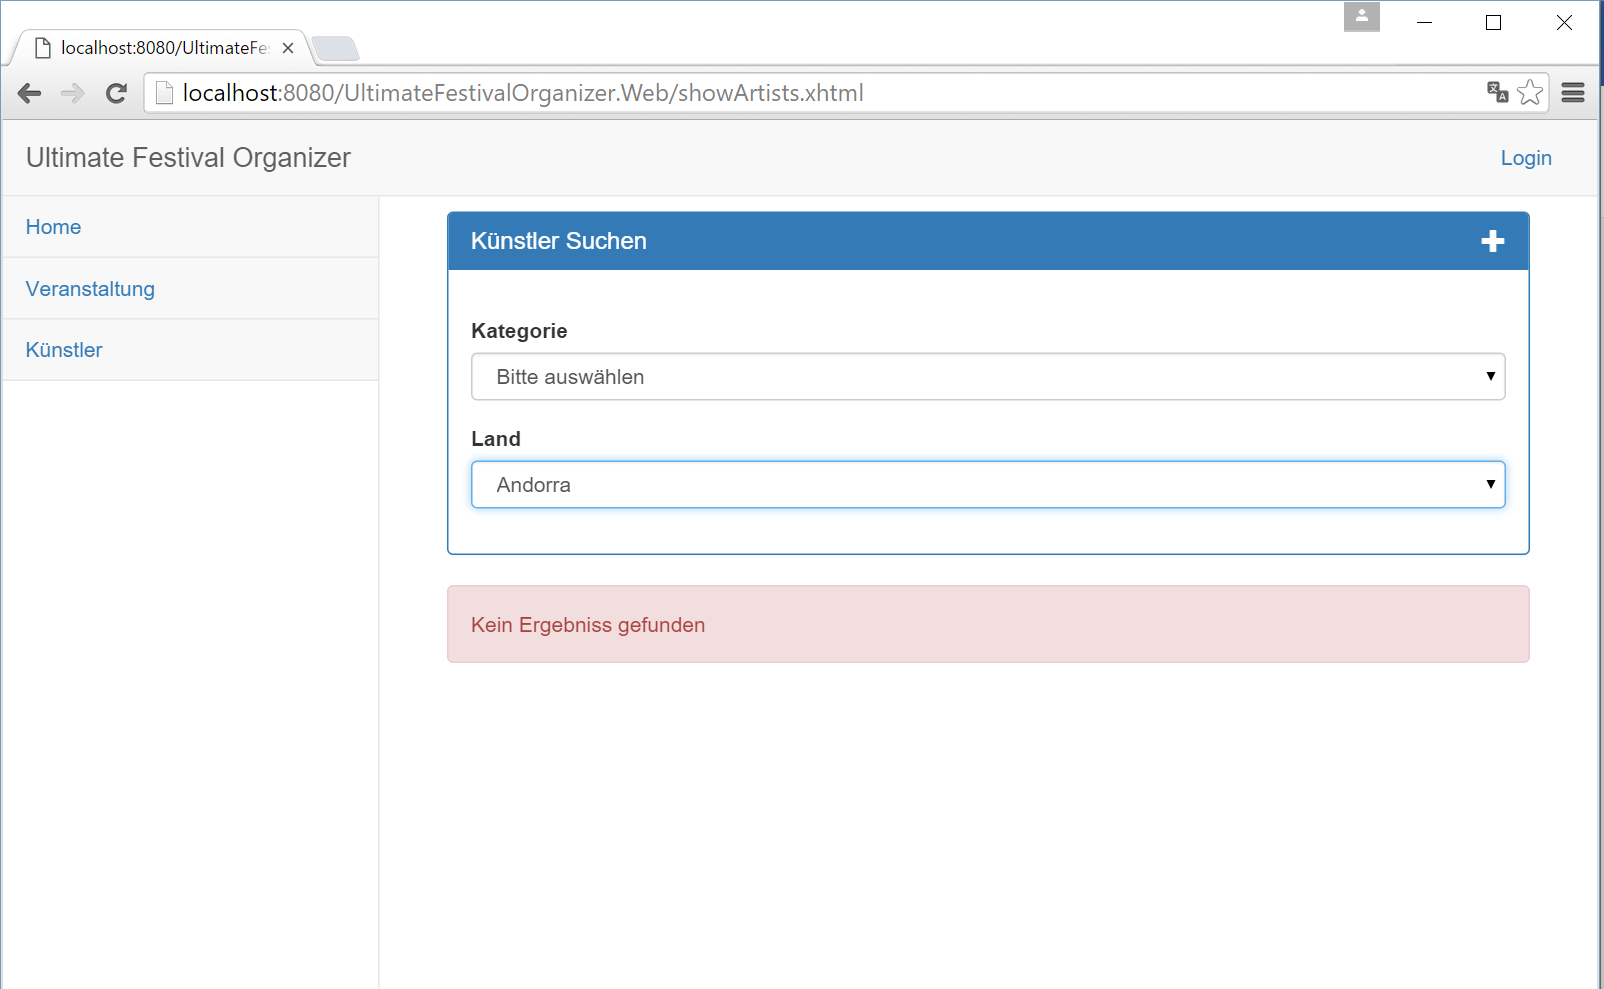 localhost:8080/UltimateFe
localhost:8080/UltimateFestivalOrganizer.Web/showArtists.xhtml
Ultimate Festival Organizer
Login
Home
Veranstaltung
Künstler
Künstler Suchen
Kategorie
Bitte auswählen
Land
Andorra
Kein Ergebniss gefunden